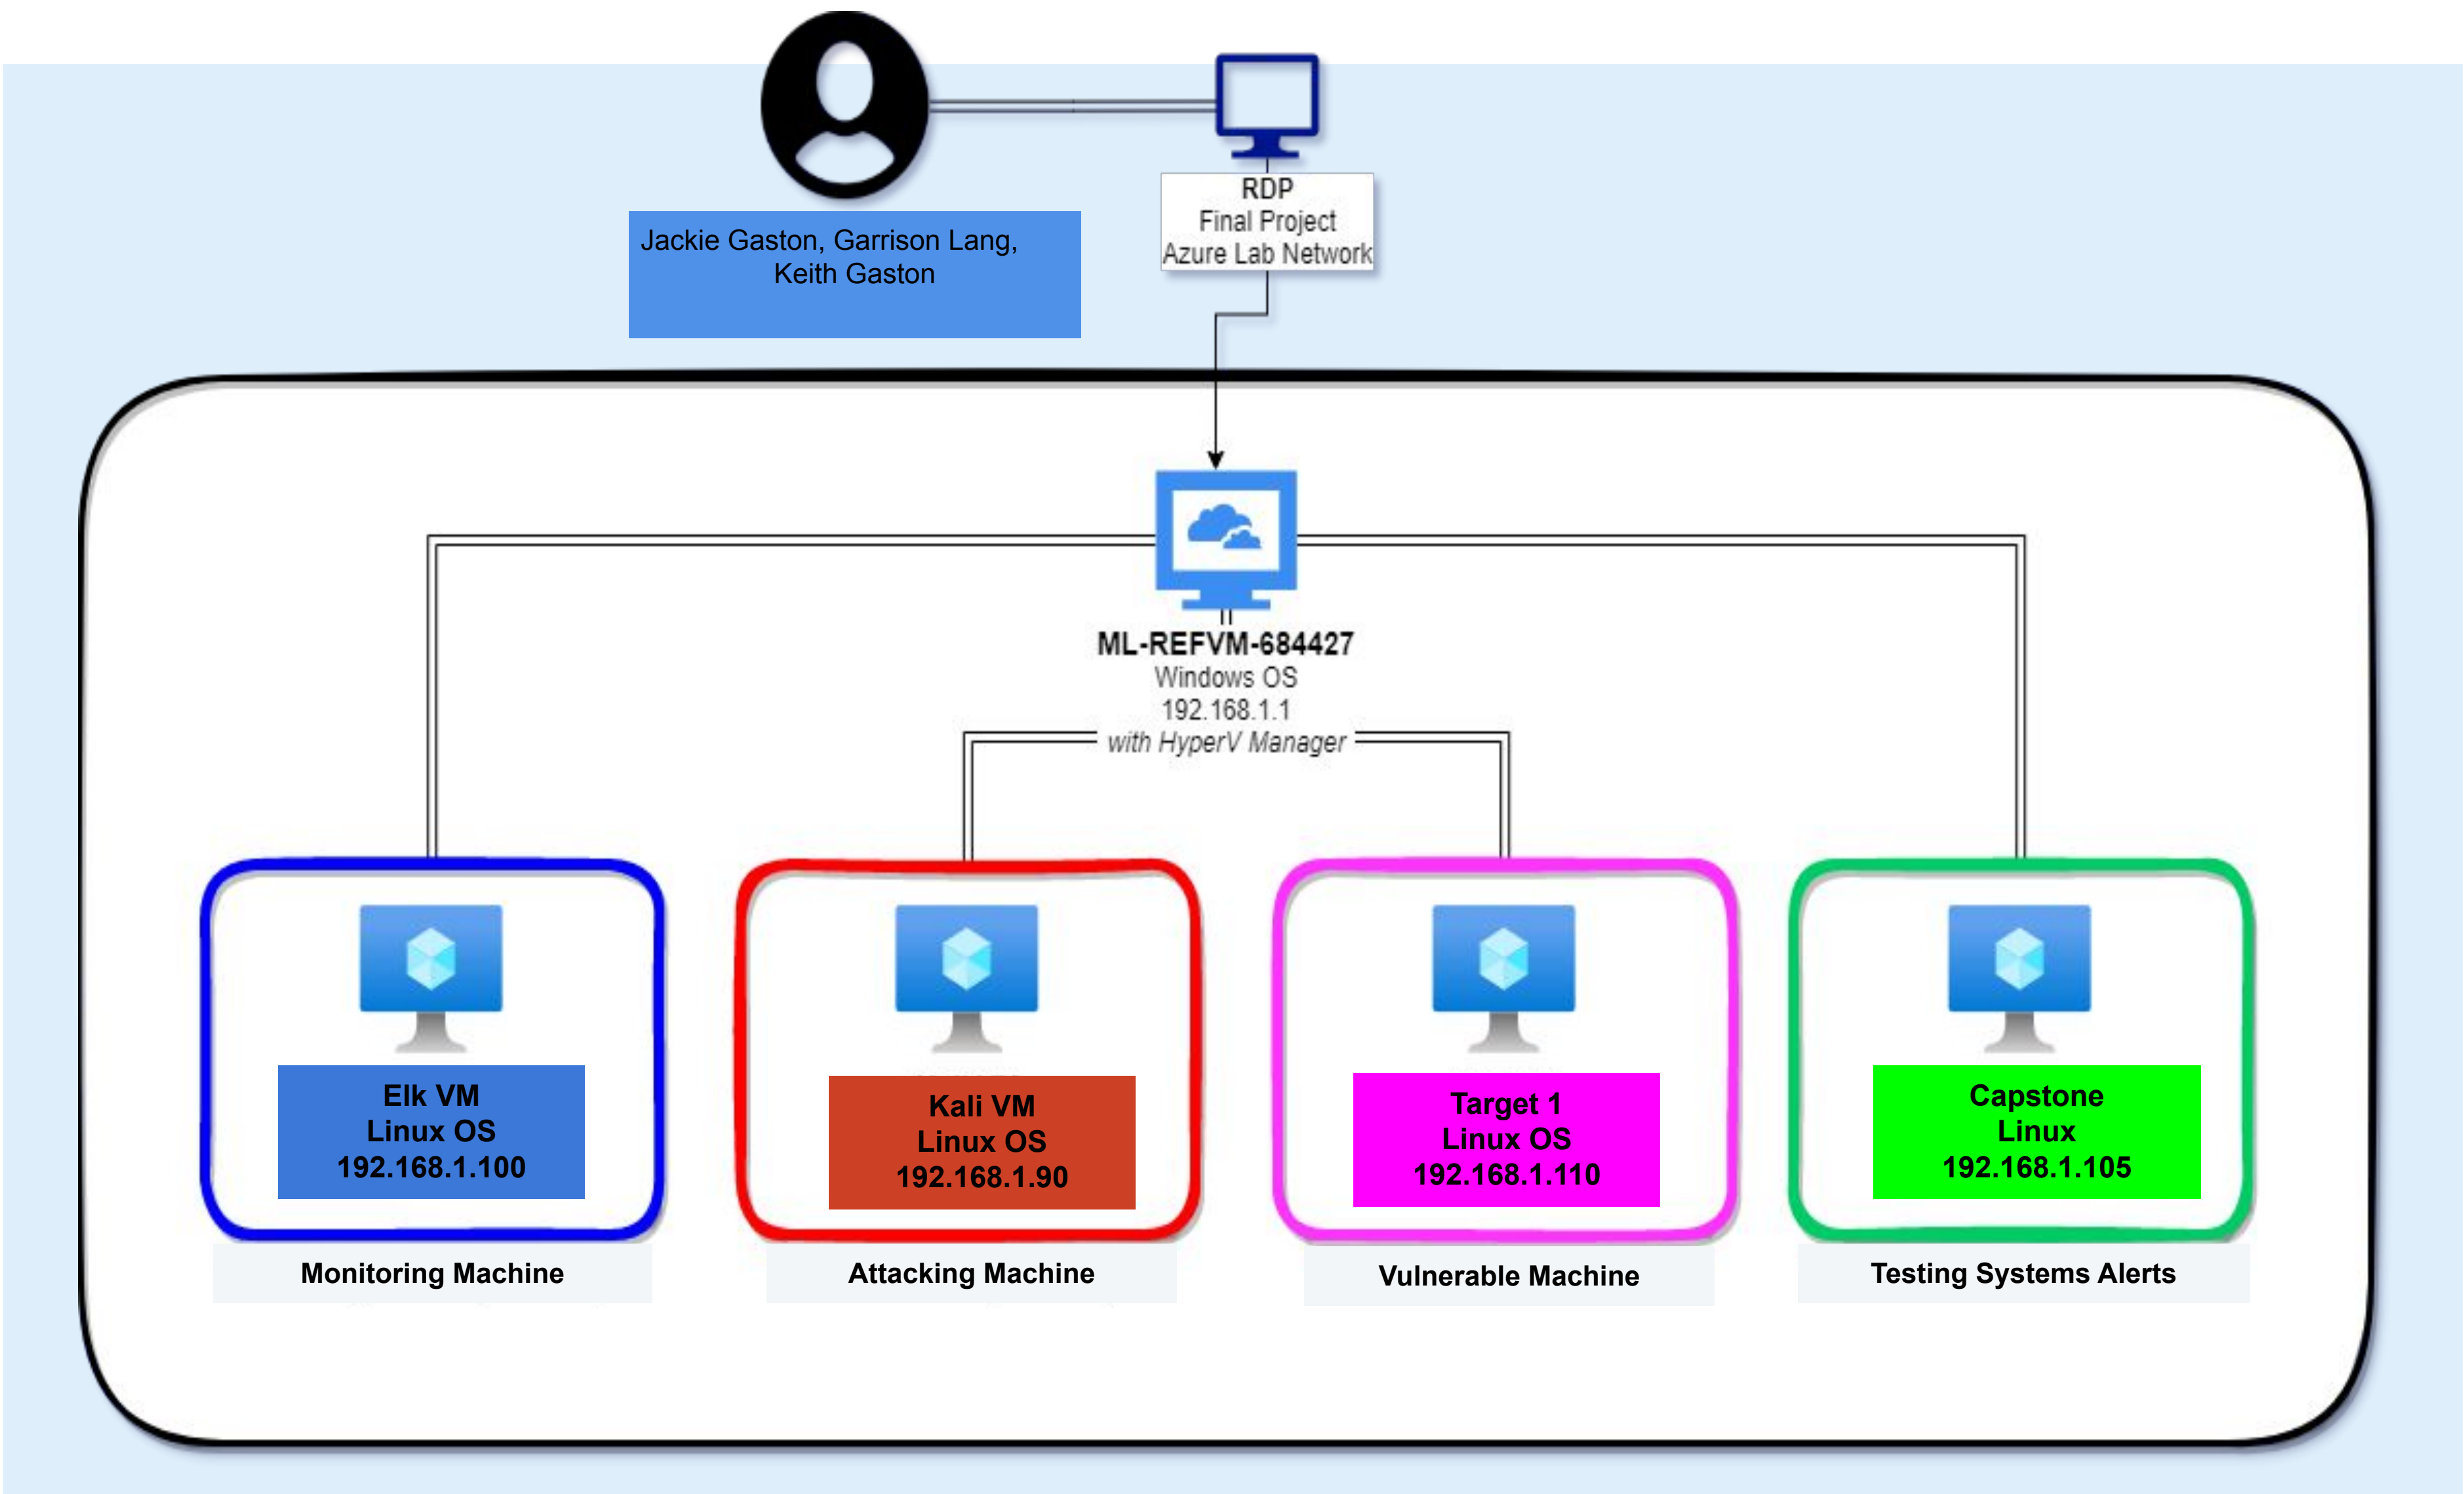 Jackie Gaston, Garrison Lang,
Keith Gaston
RDP
Final Project
Azure Lab Network
ML-REFVM-684427
Windows OS
192.168.1.1
with HyperV Manager
Elk VM
Linux OS
192.168.1.100
Monitoring Machine
Kali VM
Linux OS
192.168.1.90
Attacking Machine
Target 1
Linux OS
192.168.1.110
Vulnerable Machine
Capstone
Linux
192.168.1.105
Testing Systems Alerts